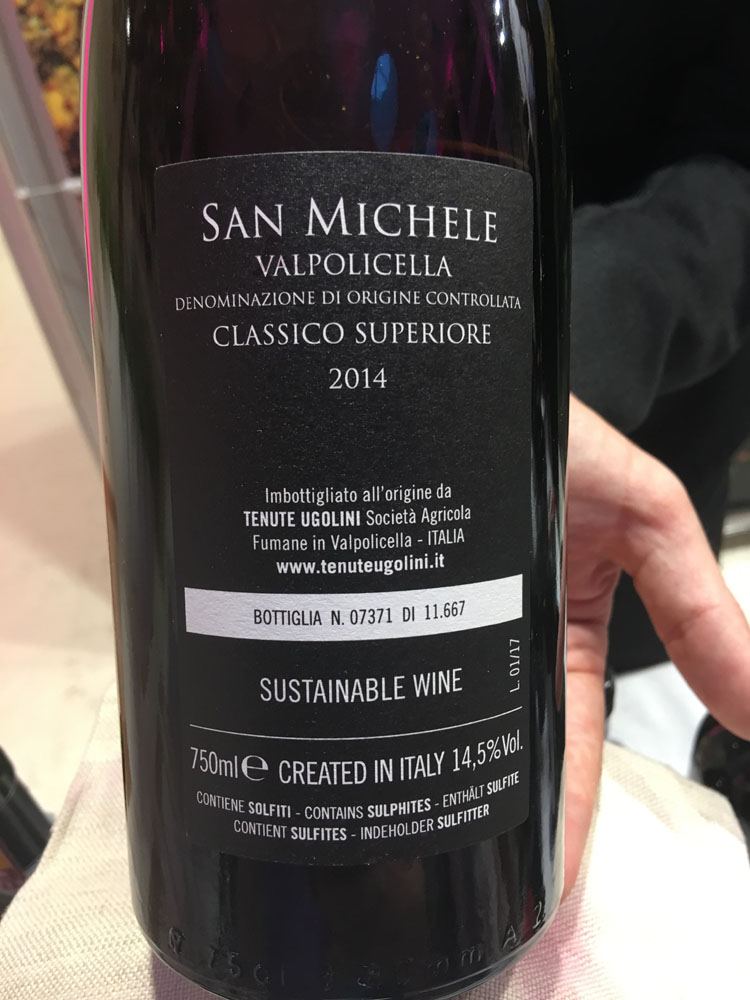 SAN MICHELE
VALPOLICELLA
DENOMINAZIONE DI ORIGINE CONTROLLATA
CLASSICO SUPERIORE
2014
Imbottigliato all'origine da
TENUTE UGOLINI Società Agricola
Fumane in Valpolicella - ITALIA
www.tenuteugolini.it
BOTTIGLIA N. 07371 DI 11.667
L. 01/17
SUSTAINABLE WINE
750ml e CREATED IN ITALY 14,5%Vol.
CONTIENE SOLFITI - CONTAINS SULPHITES - ENTHÄLT SULFITE
CONTIENT SULFITES - INDEHOLDER SULFITTER
75cl